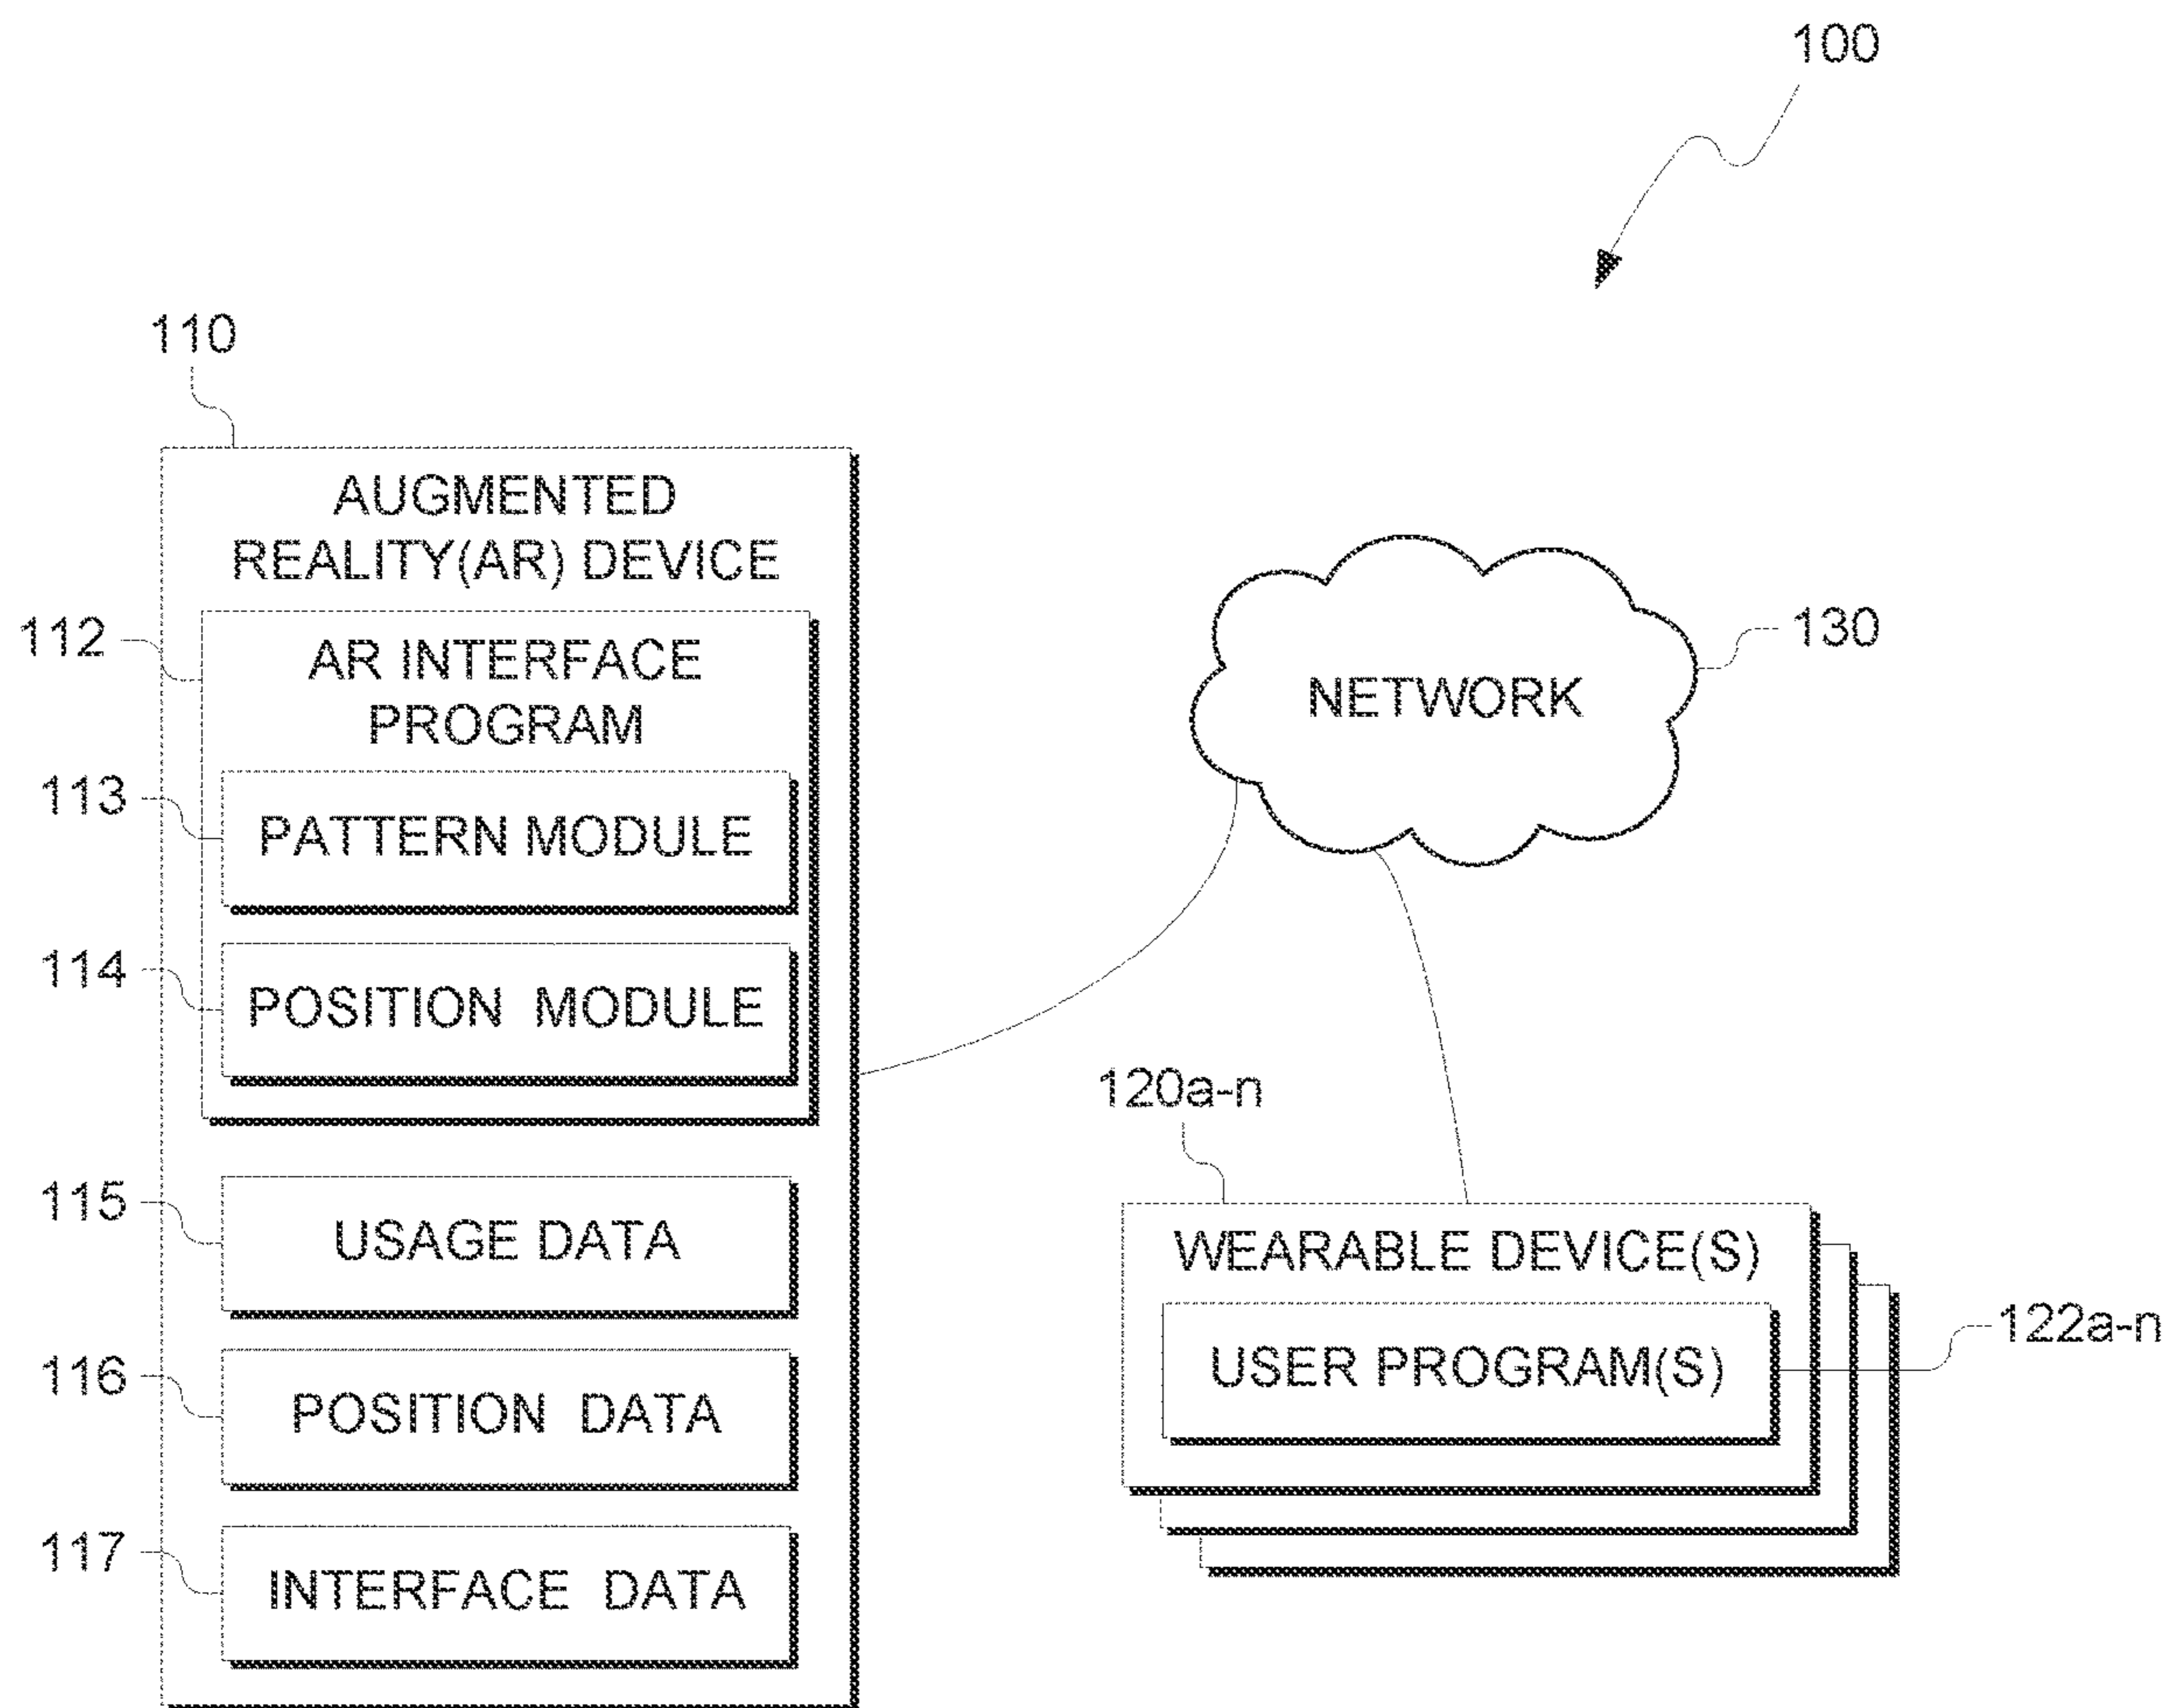 100
110
AUGMENTED
REALITY(AR) DEVICE
112
AR INTERFACE
PROGRAM
113
PATTERN MODULE
114
POSITION MODULE
115
USAGE DATA
116
POSITION DATA
117
INTERFACE DATA
NETWORK
130
120a-n
WEARABLE DEVICE(S)
USER PROGRAM(S)
122a-n